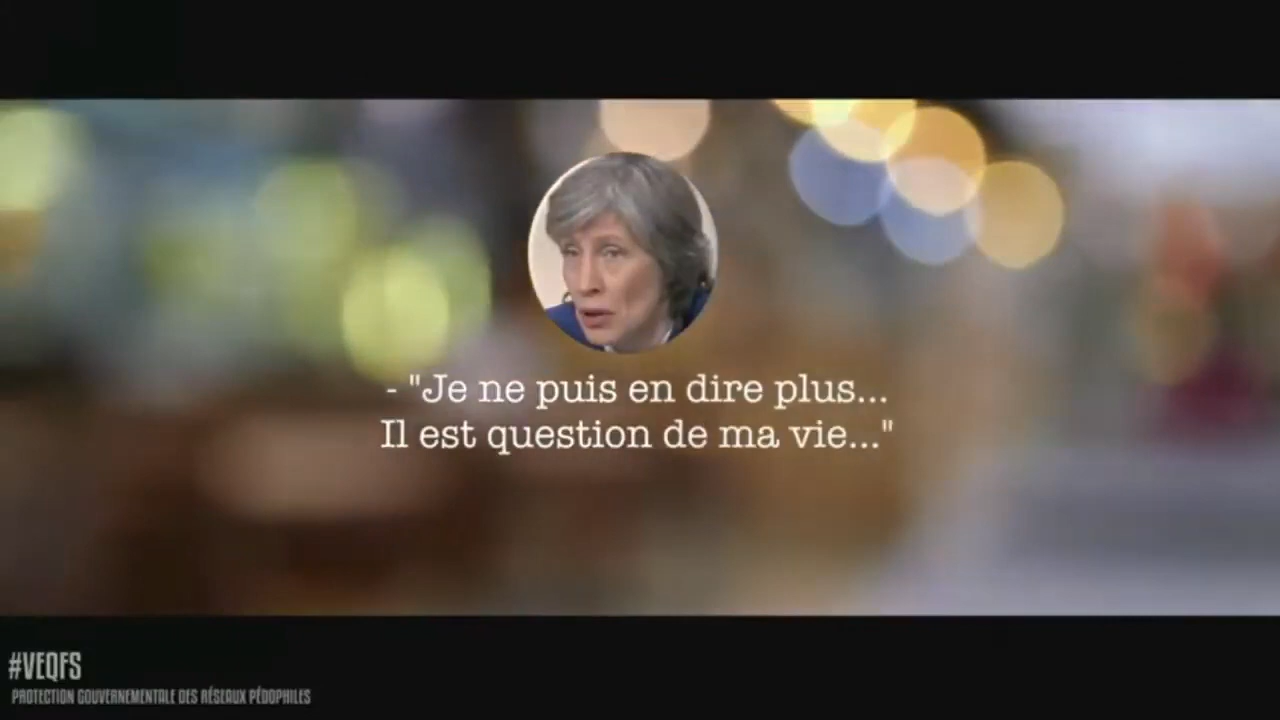 - "Je ne puis en dire plus...
Il est question de ma vie..."
#VEQFS
PROTECTION GOUVERNEMENTALE DES RÉSEAUX PÉDOPHILES